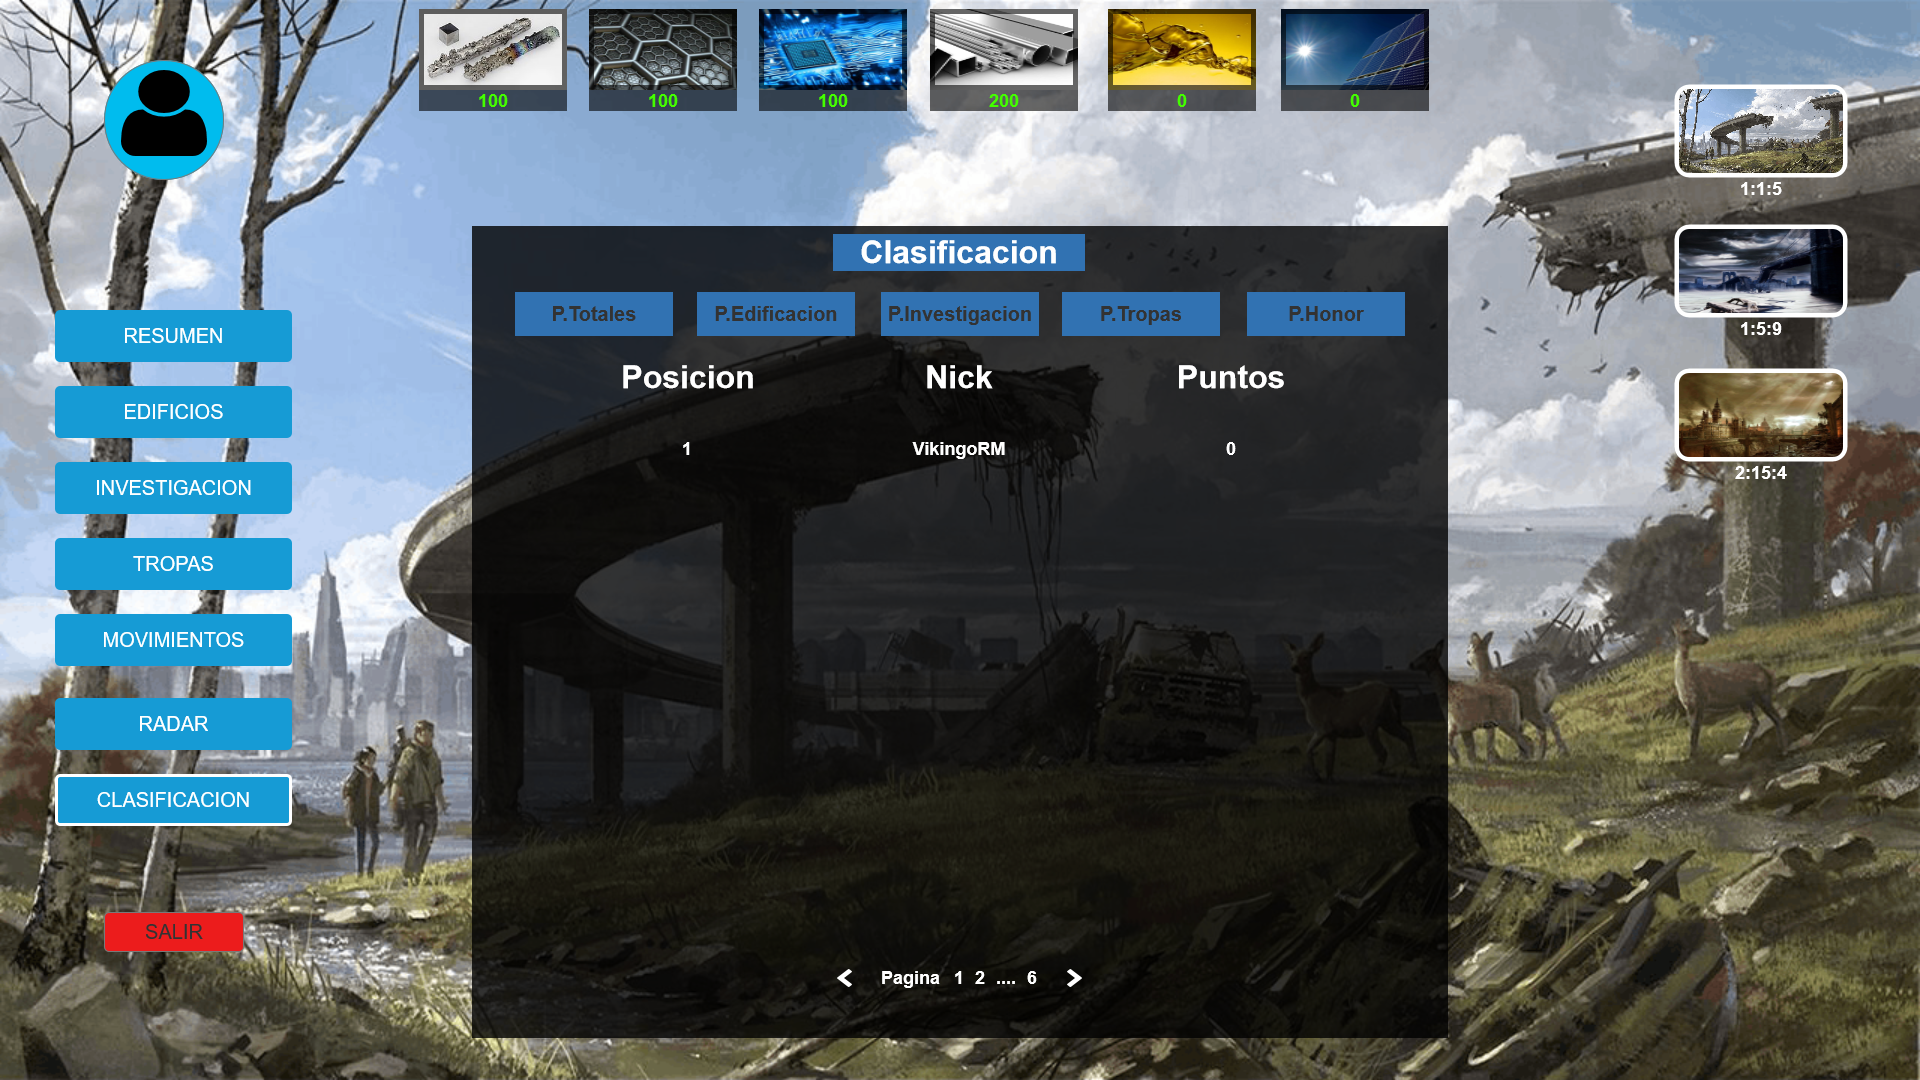 100 100 100 200 0 0
1:1:5
1:5:9
2:15:4
RESUMEN
EDIFICIOS
INVESTIGACION
TROPAS
MOVIMIENTOS
RADAR
CLASIFICACION
SALIR
Clasificacion
P.Totales P.Edificacion P.Investigacion P.Tropas P.Honor
Posicion Nick Puntos
1 VikingoRM 0
Pagina 1 2 .... 6